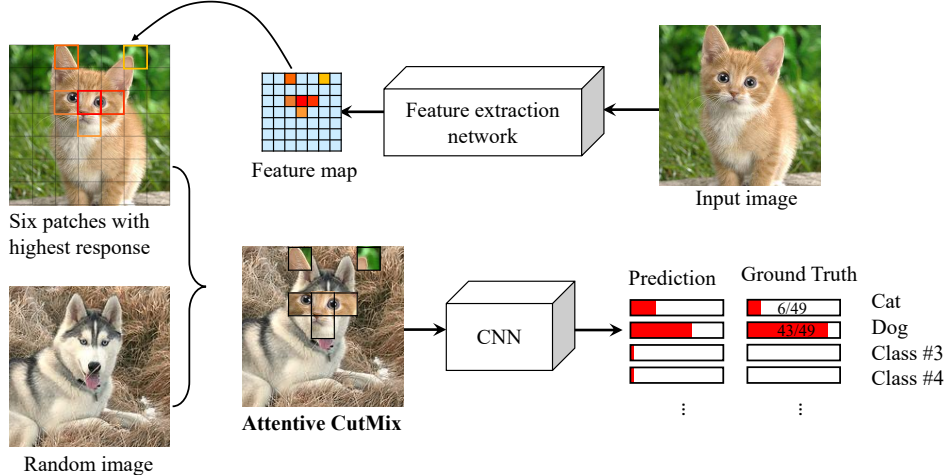 Feature extraction
network
Feature map
Input image
Six patches with
highest response
Random image
Attentive CutMix
CNN
Prediction
Ground Truth
6/49
Cat
43/49
Dog
Class #3
Class #4
...
...